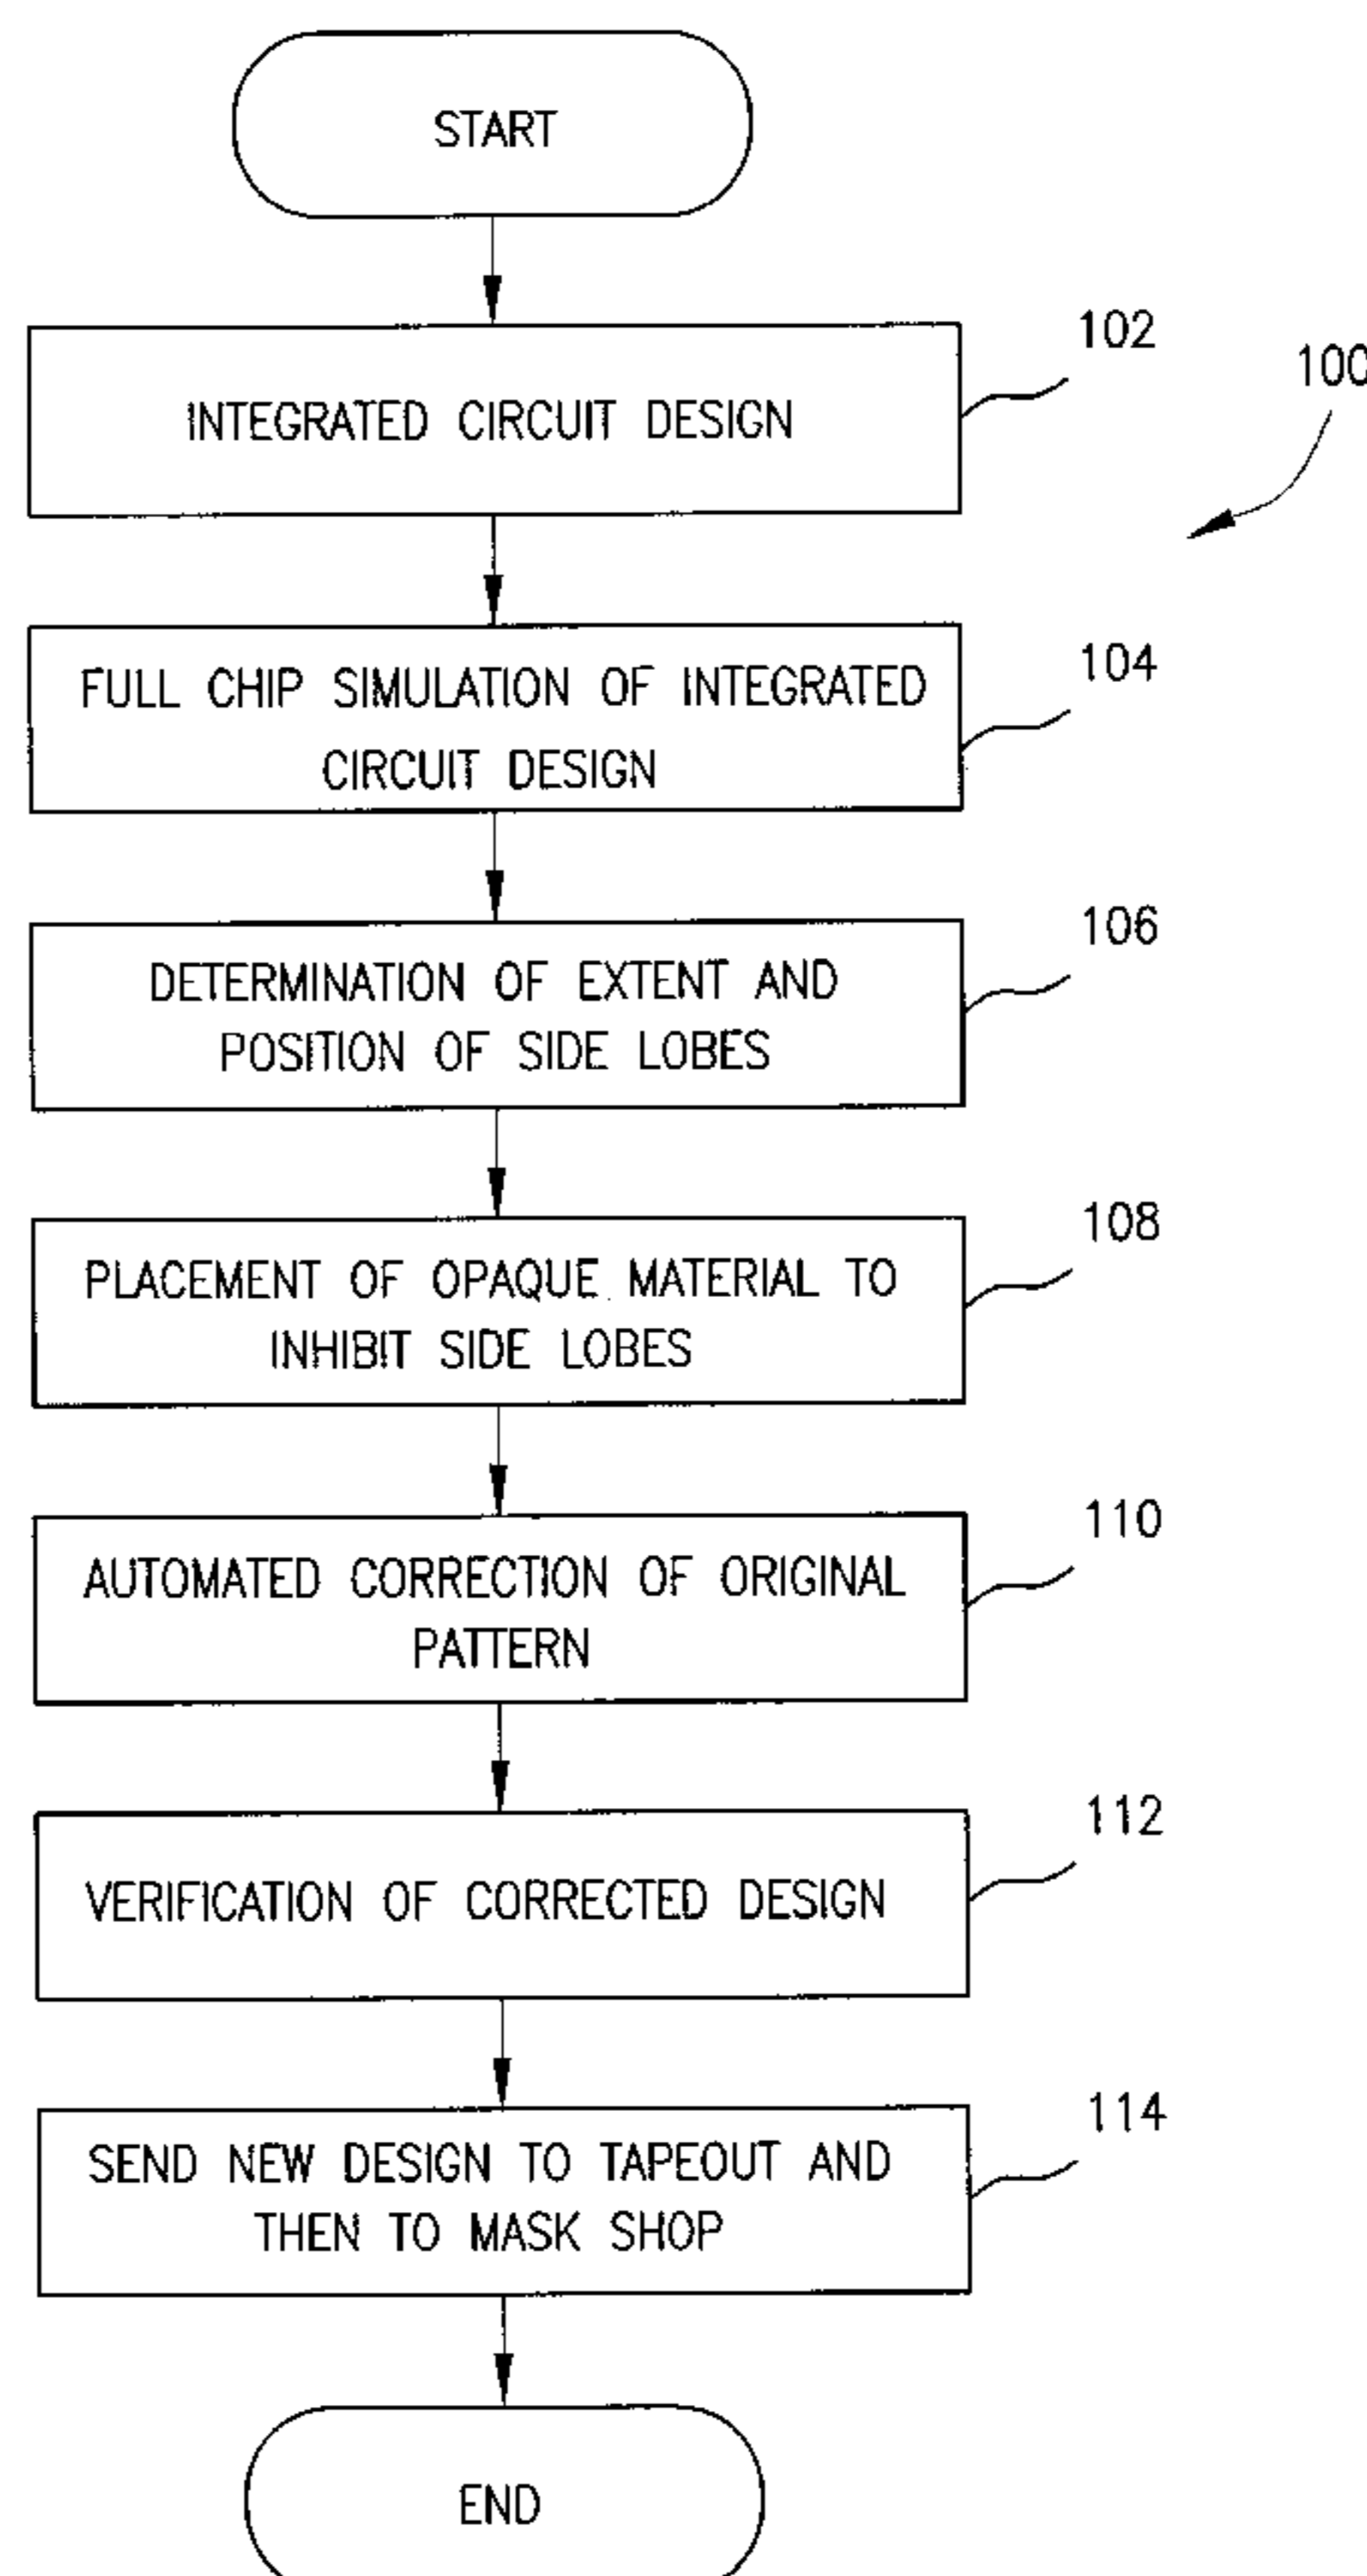 START
INTEGRATED CIRCUIT DESIGN
102
100
FULL CHIP SIMULATION OF INTEGRATED
CIRCUIT DESIGN
104
DETERMINATION OF EXTENT AND
POSITION OF SIDE LOBES
106
PLACEMENT OF OPAQUE MATERIAL TO
INHIBIT SIDE LOBES
108
AUTOMATED CORRECTION OF ORIGINAL
PATTERN
110
VERIFICATION OF CORRECTED DESIGN
112
SEND NEW DESIGN TO TAPEOUT AND
THEN TO MASK SHOP
114
END